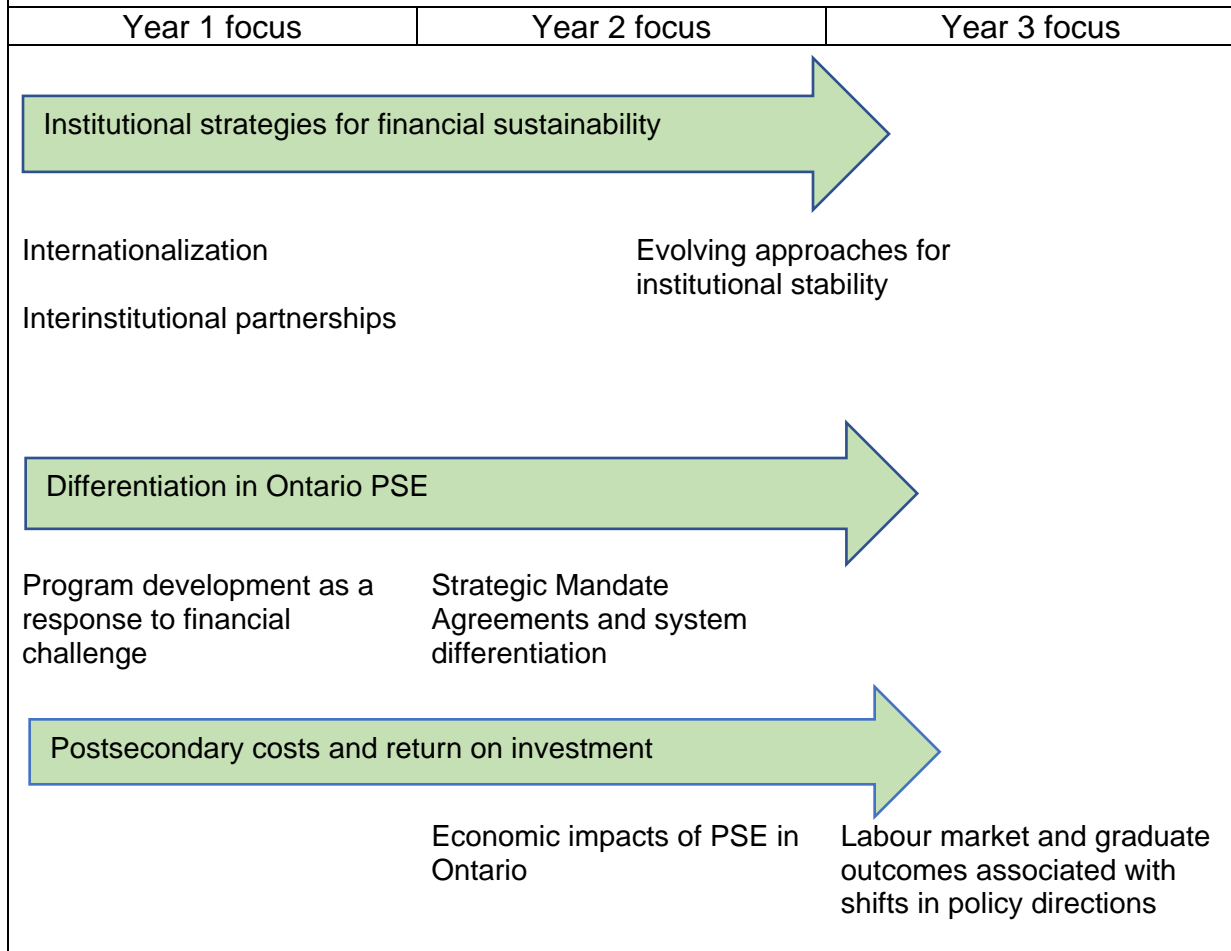 Year 1 focus Year 2 focus Year 3 focus
Institutional strategies for financial sustainability
Internationalization
Interinstitutional partnerships
Evolving approaches for
institutional stability
Differentiation in Ontario PSE
Program development as a
response to financial
challenge
Strategic Mandate
Agreements and system
differentiation
Postsecondary costs and return on investment
Economic impacts of PSE in
Ontario
Labour market and graduate
outcomes associated with
shifts in policy directions